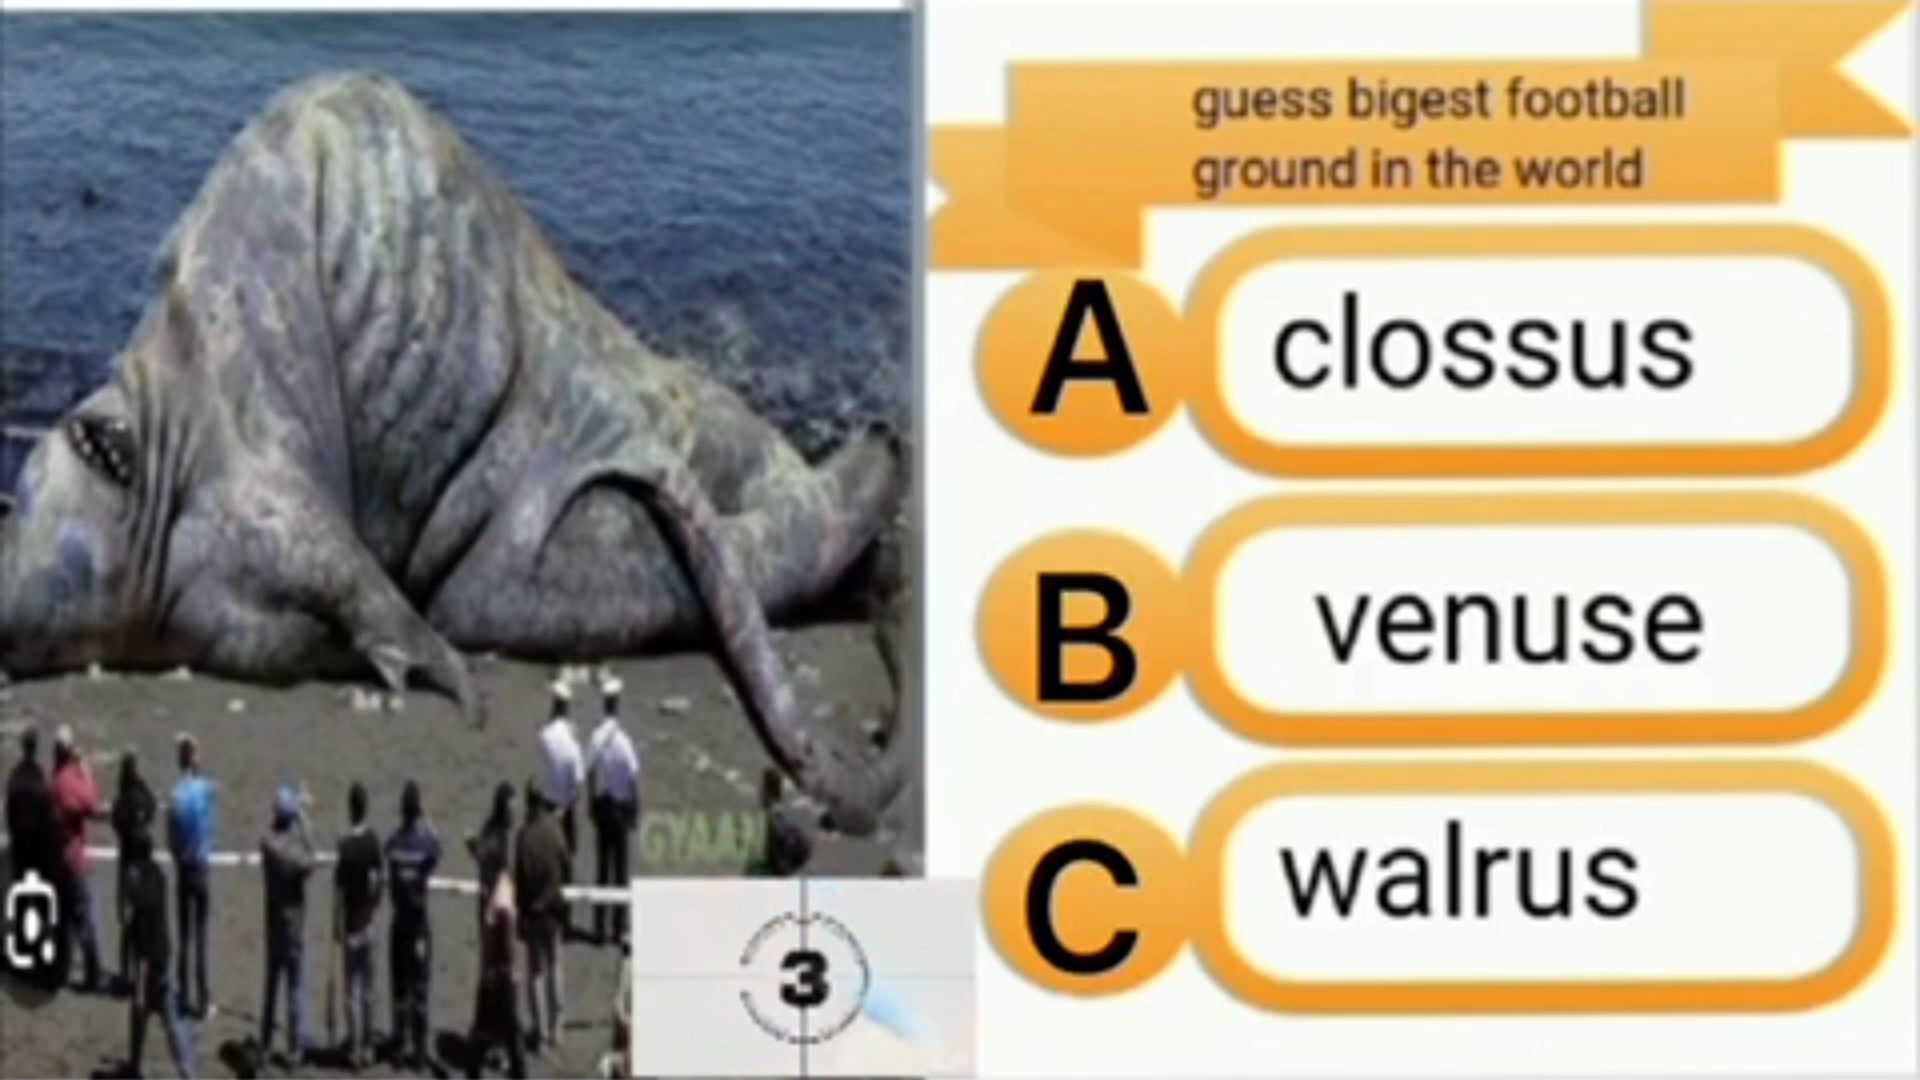 guess bigest football
ground in the world
A clossus
B venuse
C walrus
GYAAN
3